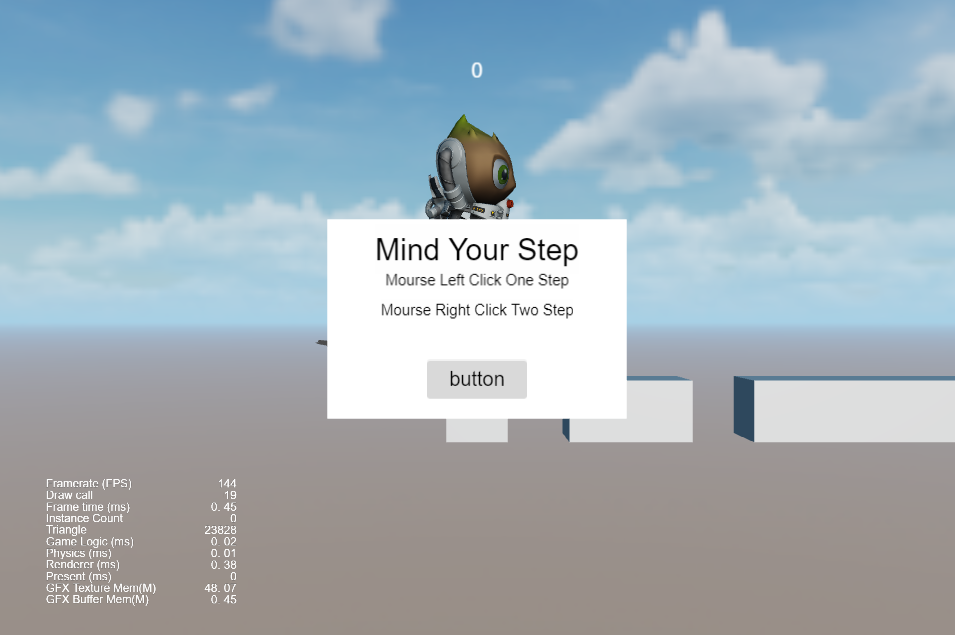 0
Mind Your Step
Mourse Left Click One Step
Mourse Right Click Two Step
button
Framerate (FPS) 144
Draw call 19
Frame time (ms) 0. 45
Instance Count 0
Triangle 23828
Game Logic (ms) 0. 02
Physics (ms) 0. 01
Renderer (ms) 0. 38
Present (ms) 0
GFX Texture Mem(M) 48. 07
GFX Buffer Mem(M) 0. 45